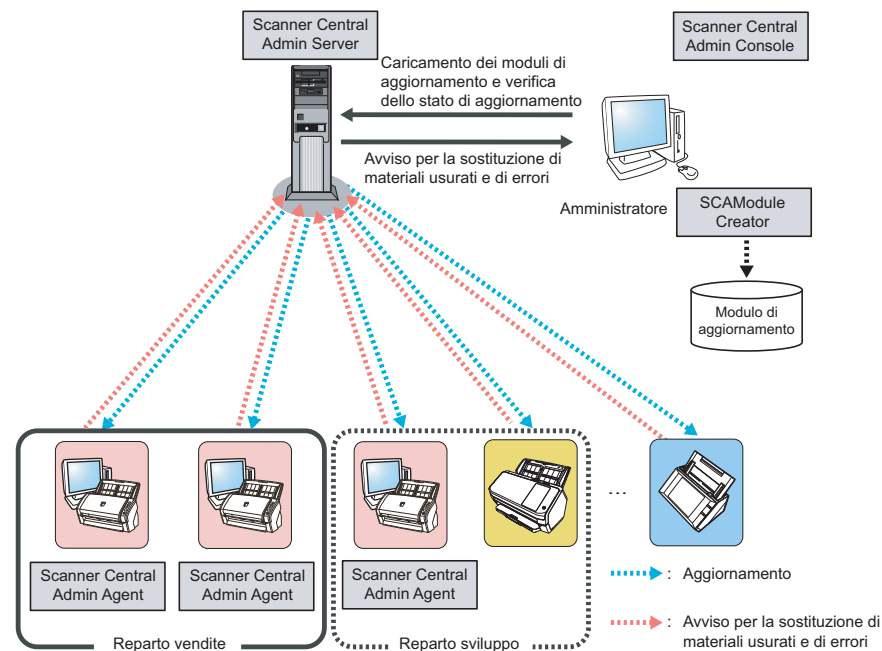 Scanner Central
Admin Server
Scanner Central
Admin Console
Caricamento dei moduli di
aggiornamento e verifica
dello stato di aggiornamento
Avviso per la sostituzione di
materiali usurati e di errori
Amministratore
SCAModule
Creator
Modulo di
aggiornamento
...
Scanner Central
Admin Agent
Scanner Central
Admin Agent
Scanner Central
Admin Agent
Reparto vendite
Reparto sviluppo
: Aggiornamento
: Avviso per la sostituzione di
materiali usurati e di errori